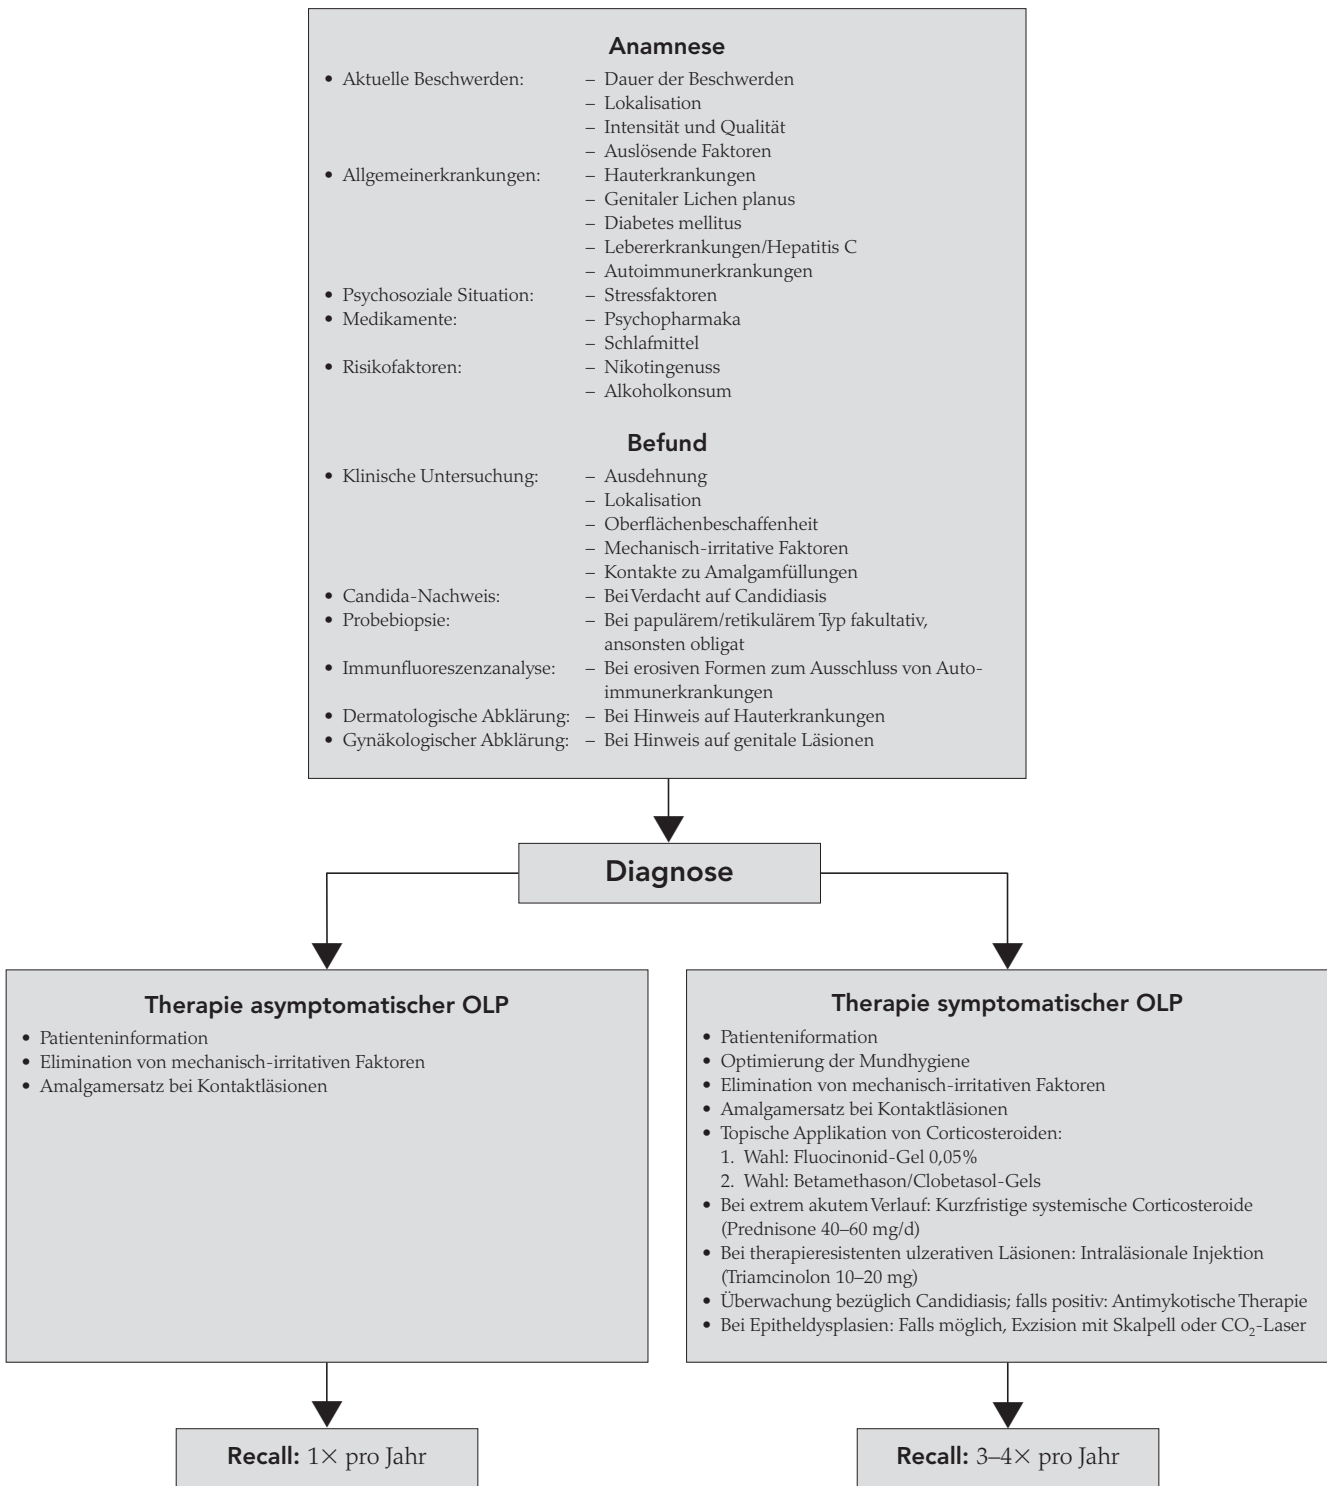 Anamnese
• Aktuelle Beschwerden: – Dauer der Beschwerden
– Lokalisation
– Intensität und Qualität
– Auslösende Faktoren
• Allgemeinerkrankungen: – Hauterkrankungen
– Genitaler Lichen planus
– Diabetes mellitus
– Lebererkrankungen/Hepatitis C
– Autoimmunerkrankungen
• Psychosoziale Situation: – Stressfaktoren
• Medikamente: – Psychopharmaka
– Schlafmittel
• Risikofaktoren: – Nikotingenuss
– Alkoholkonsum
Befund
• Klinische Untersuchung: – Ausdehnung
– Lokalisation
– Oberflächenbeschaffenheit
– Mechanisch-irritative Faktoren
– Kontakte zu Amalgamfüllungen
• Candida-Nachweis: – Bei Verdacht auf Candidiasis
• Probebiopsie: – Bei papulärem/retikulärem Typ fakultativ,
ansonsten obligat
• Immunfluoreszenzanalyse: – Bei erosiven Formen zum Ausschluss von Auto-
immunerkrankungen
• Dermatologische Abklärung: – Bei Hinweis auf Hauterkrankungen
• Gynäkologischer Abklärung: – Bei Hinweis auf genitale Läsionen
Diagnose
Therapie asymptomatischer OLP
• Patienteninformation
• Elimination von mechanisch-irritativen Faktoren
• Amalgamersatz bei Kontaktläsionen
Therapie symptomatischer OLP
• Patienteniformation
• Optimierung der Mundhygiene
• Elimination von mechanisch-irritativen Faktoren
• Amalgamersatz bei Kontaktläsionen
• Topische Applikation von Corticosteroiden:
1. Wahl: Fluocinonid-Gel 0,05%
2. Wahl: Betamethason/Clobetasol-Gels
• Bei extrem akutem Verlauf: Kurzfristige systemische Corticosteroide
(Prednisone 40–60 mg/d)
• Bei therapieresistenten ulzerativen Läsionen: Intraläsionale Injektion
(Triamcinolon 10–20 mg)
• Überwachung bezüglich Candidiasis; falls positiv: Antimykotische Therapie
• Bei Epitheldysplasien: Falls möglich, Exzision mit Skalpell oder CO₂-Laser
Recall: 1× pro Jahr
Recall: 3–4× pro Jahr